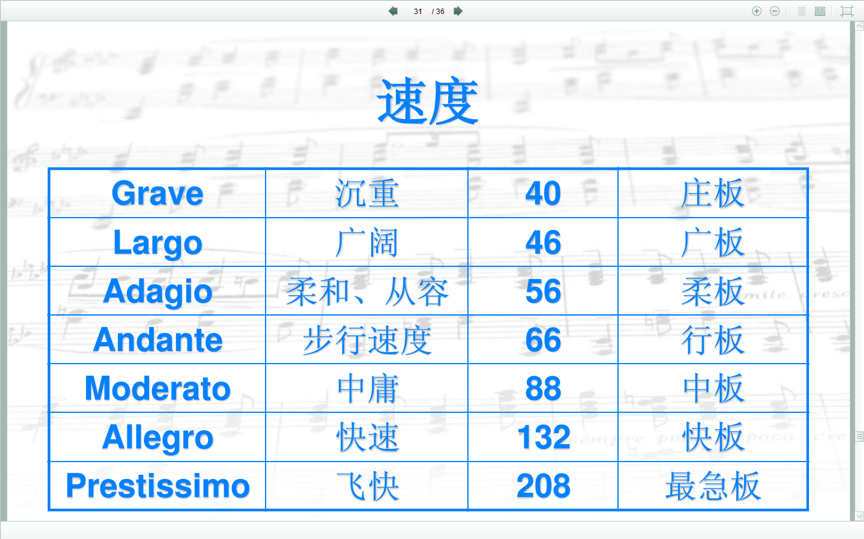 31 / 36
速度
Grave 沉重 40 庄板
Largo 广阔 46 广板
Adagio 柔和、从容 56 柔板
Andante 步行速度 66 行板
Moderato 中庸 88 中板
Allegro 快速 132 快板
Prestissimo 飞快 208 最急板